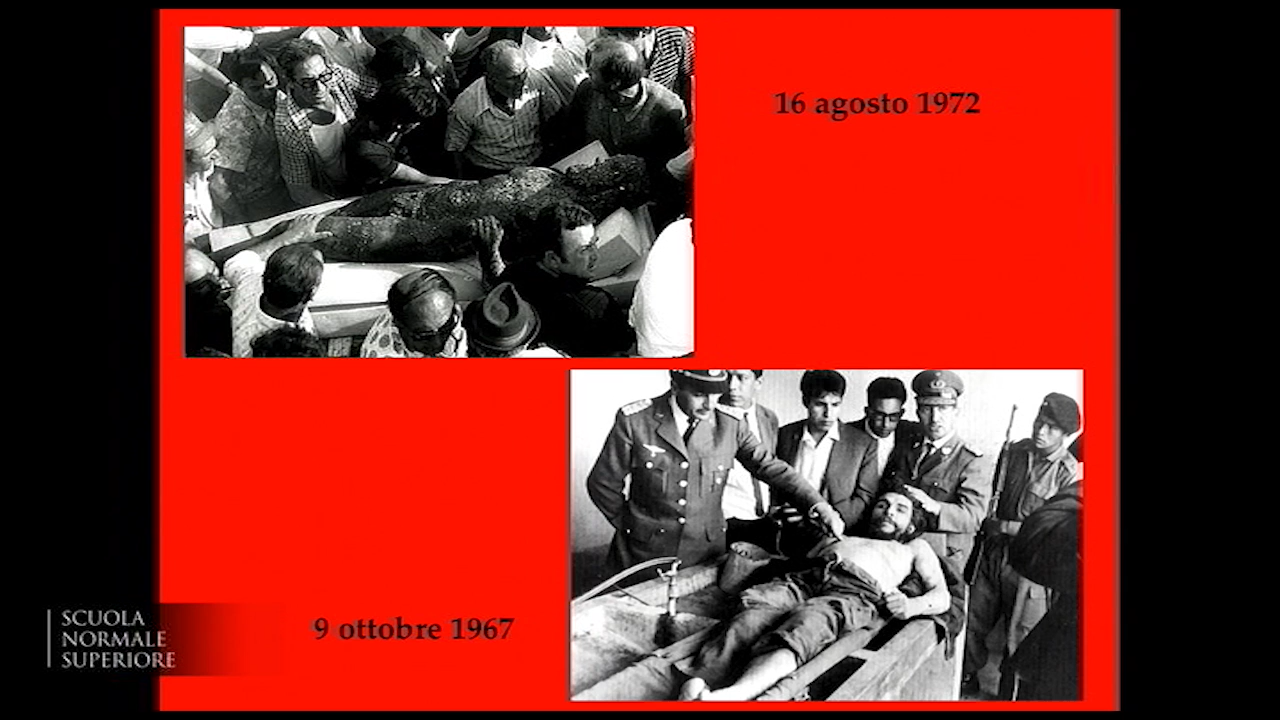 16 agosto 1972
9 ottobre 1967
SCUOLA
NORMALE
SUPERIORE